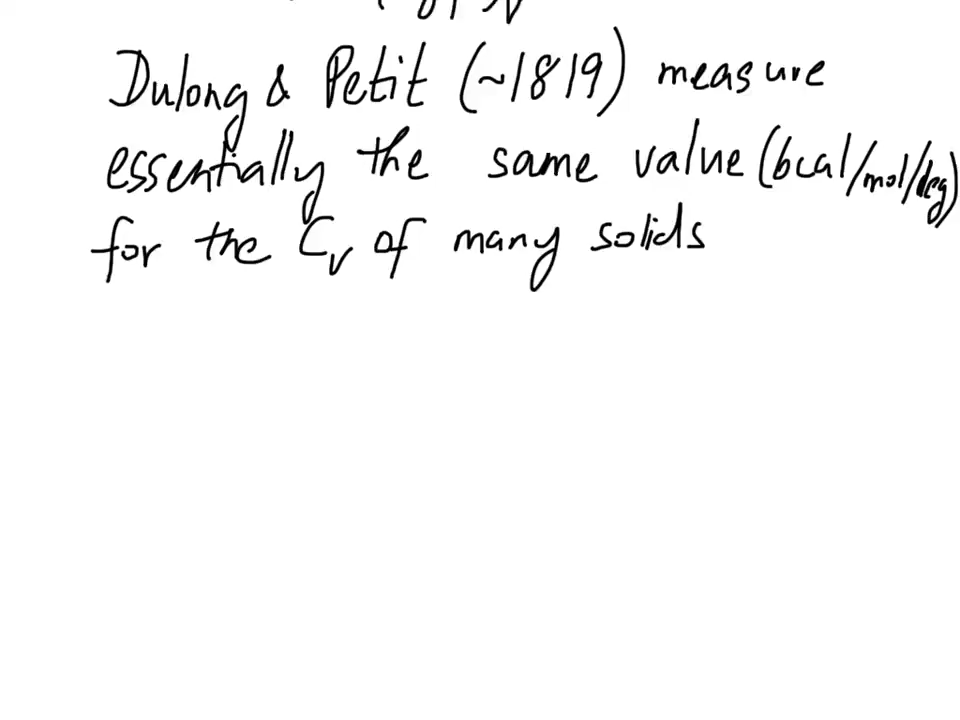 Dulong & Petit (~1819) measure
essentially the same value (6cal/mol/deg)
for the Cv of many solids